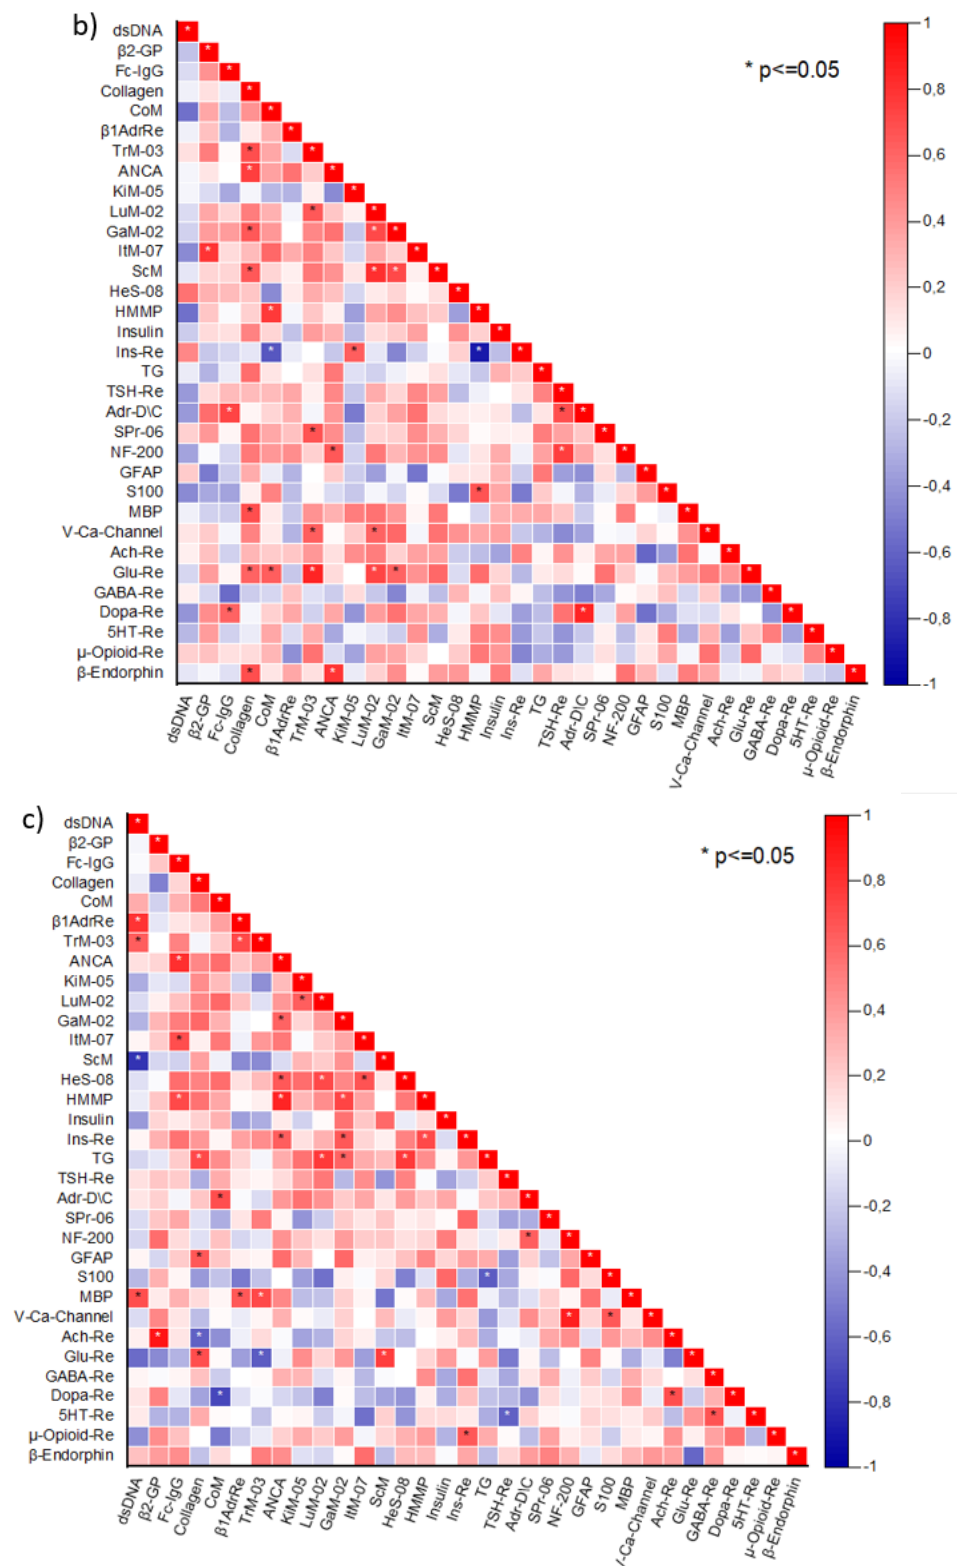 b)
* p<=0.05
dsDNA
β2-GP
Fc-IgG
Collagen
CoM
β1AdrRe
TrM-03
ANCA
KiM-05
LuM-02
GaM-02
ItM-07
ScM
HeS-08
HMMP
Insulin
Ins-Re
TG
TSH-Re
Adr-D\C
SPr-06
NF-200
GFAP
S100
MBP
V-Ca-Channel
Ach-Re
Glu-Re
GABA-Re
Dopa-Re
5HT-Re
μ-Opioid-Re
β-Endorphin
1
0,8
0,6
0,4
0,2
0
-0,2
-0,4
-0,6
-0,8
-1
dsDNA
β2-GP
Fc-IgG
Collagen
CoM
β1AdrRe
TrM-03
ANCA
KiM-05
LuM-02
GaM-02
ItM-07
ScM
HeS-08
HMMP
Insulin
Ins-Re
TG
TSH-Re
Adr-D\C
SPr-06
NF-200
GFAP
S100
MBP
V-Ca-Channel
Ach-Re
Glu-Re
GABA-Re
Dopa-Re
5HT-Re
μ-Opioid-Re
β-Endorphin
c)
* p<=0.05
dsDNA
β2-GP
Fc-IgG
Collagen
CoM
β1AdrRe
TrM-03
ANCA
KiM-05
LuM-02
GaM-02
ItM-07
ScM
HeS-08
HMMP
Insulin
Ins-Re
TG
TSH-Re
Adr-D\C
SPr-06
NF-200
GFAP
S100
MBP
V-Ca-Channel
Ach-Re
Glu-Re
GABA-Re
Dopa-Re
5HT-Re
μ-Opioid-Re
β-Endorphin
1
0,8
0,6
0,4
0,2
0
-0,2
-0,4
-0,6
-0,8
-1
dsDNA
β2-GP
Fc-IgG
Collagen
CoM
β1AdrRe
TrM-03
ANCA
KiM-05
LuM-02
GaM-02
ItM-07
ScM
HeS-08
HMMP
Insulin
Ins-Re
TG
TSH-Re
Adr-D\C
SPr-06
NF-200
GFAP
S100
MBP
/-Ca-Channel
Ach-Re
Glu-Re
GABA-Re
Dopa-Re
5HT-Re
μ-Opioid-Re
β-Endorphin